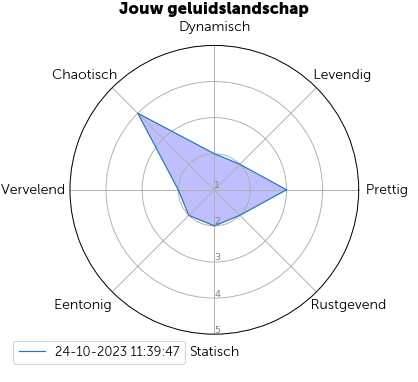 Jouw geluidslandschap
Dynamisch
Chaotisch
Levendig
Vervelend
1
Prettig
2
3
4
Eentonig
Rustgevend
5
24-10-2023 11:39:47
Statisch